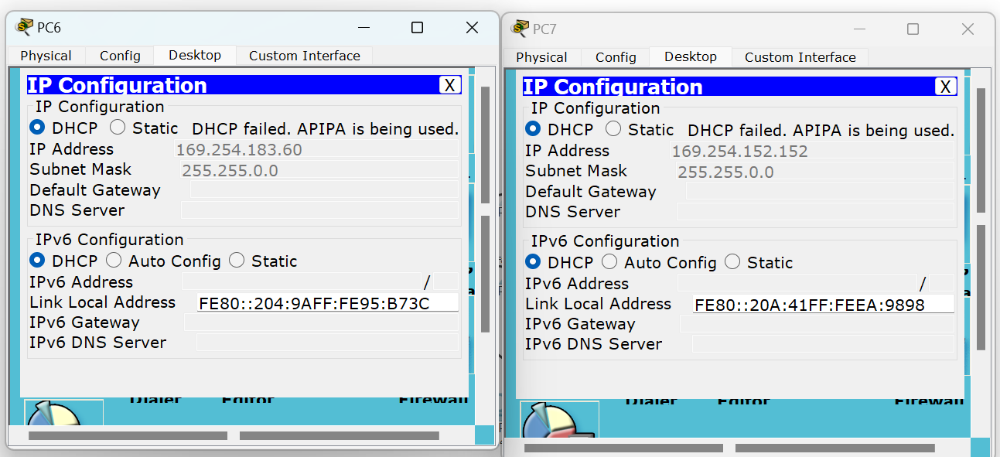 PC6
Physical Config Desktop Custom Interface
IP Configuration X
IP Configuration
DHCP Static DHCP failed. APIPA is being used.
IP Address 169.254.183.60
Subnet Mask 255.255.0.0
Default Gateway
DNS Server
IPv6 Configuration
DHCP Auto Config Static
IPv6 Address /
Link Local Address FE80::204:9AFF:FE95:B73C
IPv6 Gateway
IPv6 DNS Server
Dialer Editor Firewall
PC7
Physical Config Desktop Custom Interface
IP Configuration X
IP Configuration
DHCP Static DHCP failed. APIPA is being used.
IP Address 169.254.152.152
Subnet Mask 255.255.0.0
Default Gateway
DNS Server
IPv6 Configuration
DHCP Auto Config Static
IPv6 Address /
Link Local Address FE80::20A:41FF:FEEA:9898
IPv6 Gateway
IPv6 DNS Server
Dialer Editor Firewall